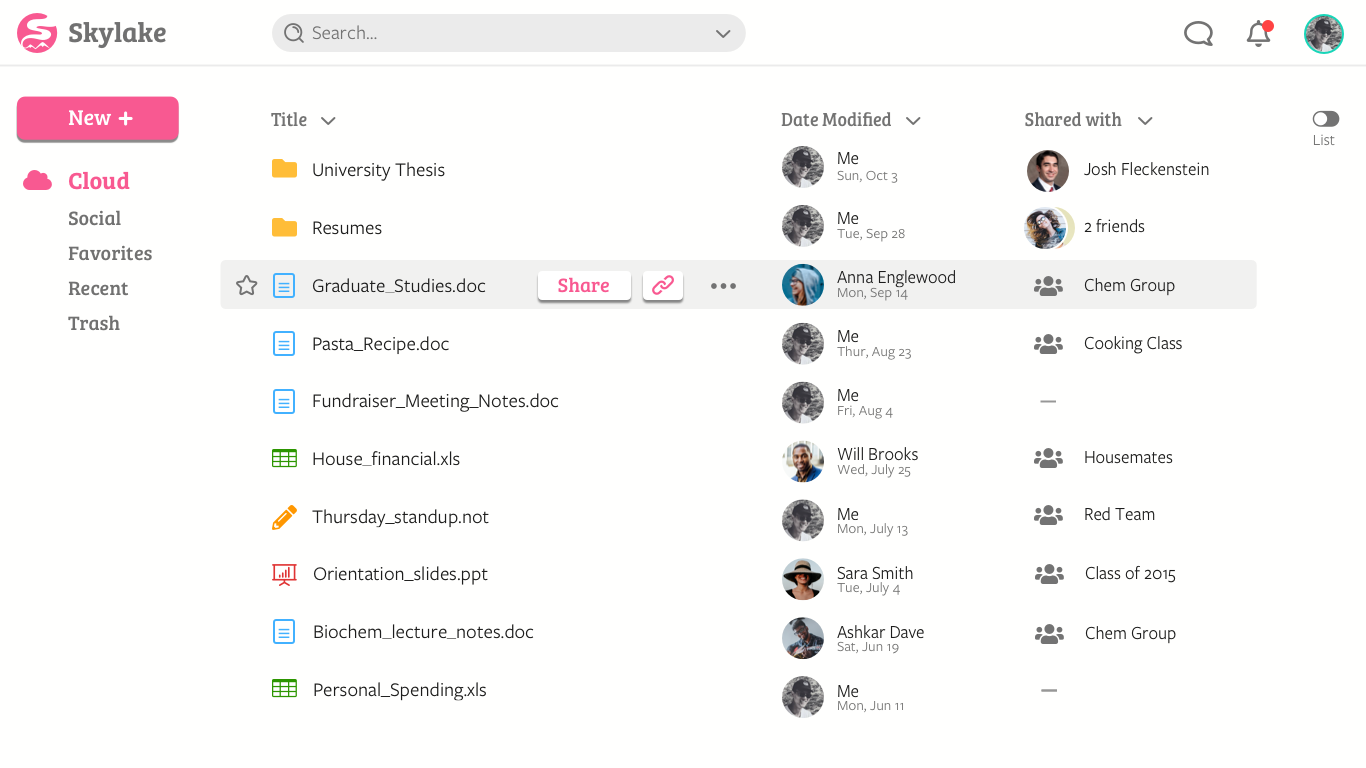 Skylake
Search...
New +
Cloud
Social
Favorites
Recent
Trash
Title Date Modified Shared with
List
University Thesis Me Josh Fleckenstein
Sun, Oct 3
Resumes Me 2 friends
Tue, Sep 28
Graduate_Studies.doc Share Anna Englewood Chem Group
Mon, Sep 14
Pasta_Recipe.doc Me Cooking Class
Thur, Aug 23
Fundraiser_Meeting_Notes.doc Me —
Fri, Aug 4
House_financial.xls Will Brooks Housemates
Wed, July 25
Thursday_standup.not Me Red Team
Mon, July 13
Orientation_slides.ppt Sara Smith Class of 2015
Tue, July 4
Biochem_lecture_notes.doc Ashkar Dave Chem Group
Sat, Jun 19
Personal_Spending.xls Me —
Mon, Jun 11